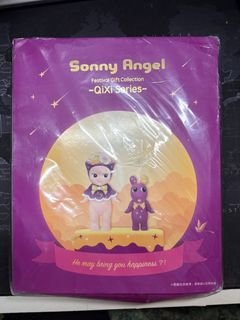 Sonny Angel
Festival Gift Collection
-QiXi Series-
He may bring you happiness ?!